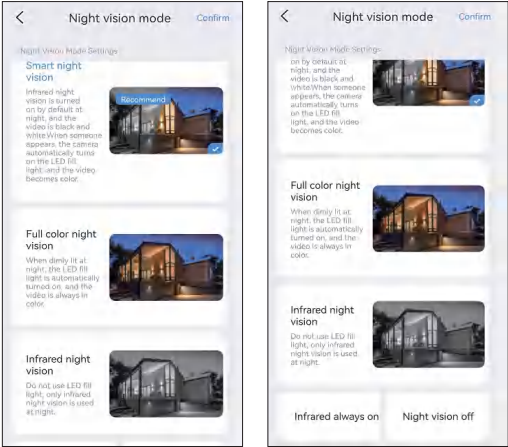 Night vision mode
Confirm
Night Vision Mode Settings
Smart night
vision
Infrared night
vision is turned
on by default at
night, and the
video is black and
white.When someone
appears, the camera
automatically turns
on the LED fill
light, and the video
becomes color.
Recommend
Full color night
vision
When dimly lit at
night, the LED fill
light is automatically
turned on, and the
video is always in
color.
Infrared night
vision
Do not use LED fill
light, only infrared
night vision is used
at night.
Night vision mode
Confirm
Night Vision Mode Settings
on by default at
night, and the
video is black and
white.When someone
appears, the camera
automatically turns
on the LED fill
light, and the video
becomes color.
Full color night
vision
When dimly lit at
night, the LED fill
light is automatically
turned on, and the
video is always in
color.
Infrared night
vision
Do not use LED fill
light, only infrared
night vision is used
at night.
Infrared always on
Night vision off